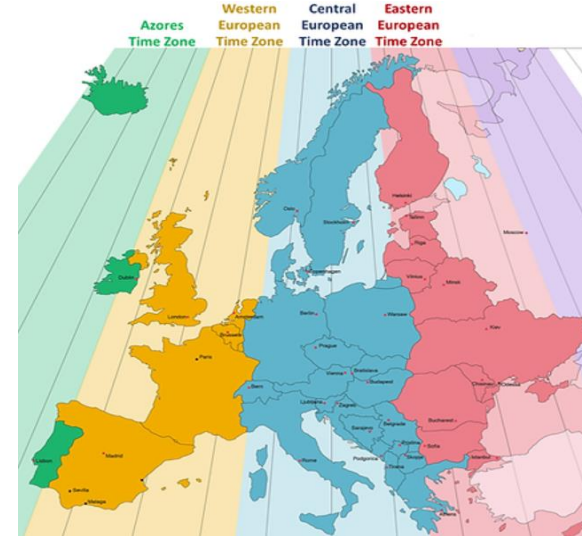 Azores
Time Zone
Western
European
Time Zone
Central
European
Time Zone
Eastern
European
Time Zone
Helsinki
Oslo
Stockholm
Tallinn
Moscow
Riga
Copenhagen
Vilnius
Dublin
Minsk
London
Amsterdam
Berlin
Warsaw
Brussels
Kiev
Prague
Paris
Vienna
Bratislava
Budapest
Bern
Chisinau
Odessa
Ljubljana
Zagreb
Belgrade
Bucharest
Sarajevo
Pristina
Sofia
Madrid
Lisbon
Rome
Podgorica
Skopje
Istanbul
Tirana
Sevilla
Malaga
Athens